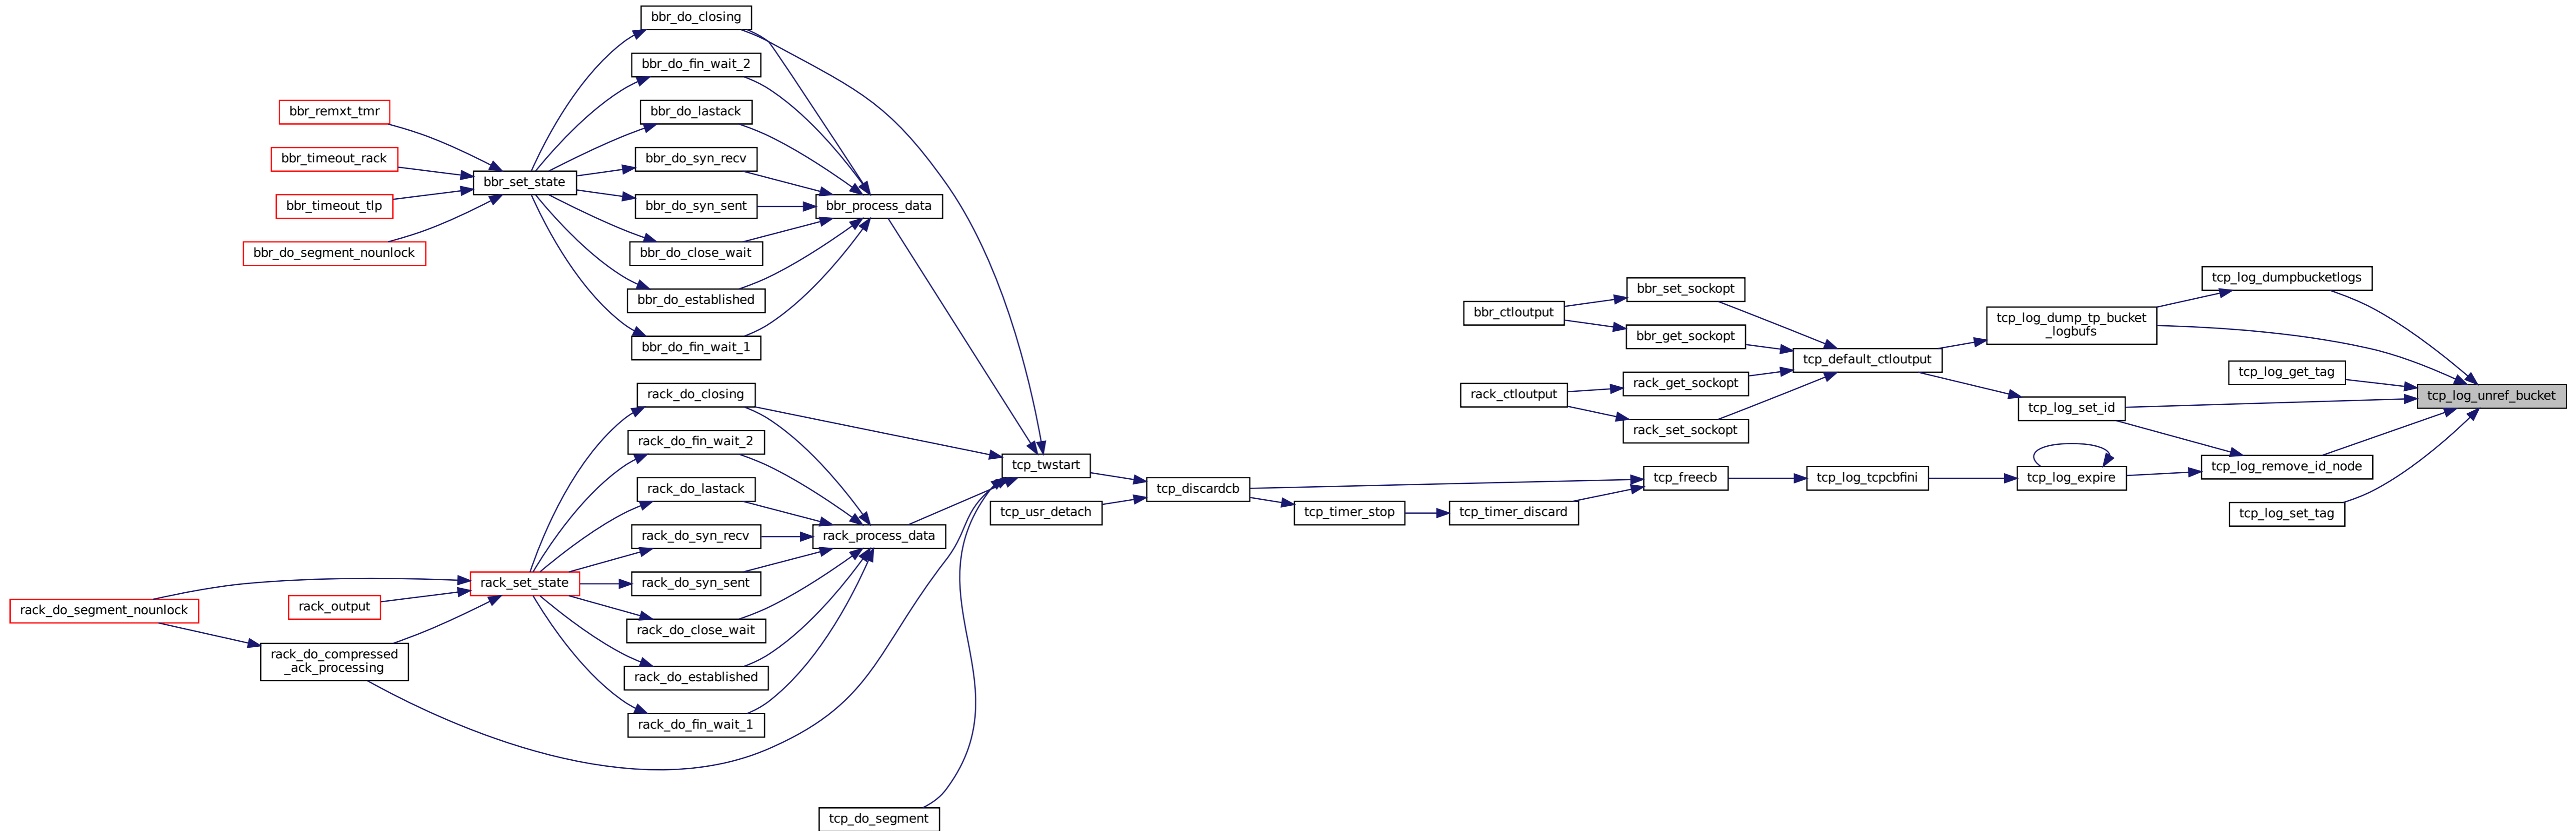 bbr_do_closing
bbr_do_fin_wait_2
bbr_remxt_tmr
bbr_do_lastack
bbr_timeout_rack
bbr_do_syn_recv
bbr_set_state
bbr_timeout_tlp
bbr_do_syn_sent
bbr_process_data
bbr_do_segment_nounlock
bbr_do_close_wait
bbr_do_established
bbr_do_fin_wait_1
rack_do_closing
rack_do_fin_wait_2
rack_do_lastack
rack_do_syn_recv
rack_process_data
rack_set_state
rack_do_syn_sent
rack_do_segment_nounlock
rack_output
rack_do_close_wait
rack_do_compressed
_ack_processing
rack_do_established
rack_do_fin_wait_1
tcp_do_segment
tcp_twstart
tcp_usr_detach
tcp_discardcb
tcp_timer_stop
tcp_timer_discard
bbr_ctloutput
rack_ctloutput
bbr_set_sockopt
bbr_get_sockopt
rack_get_sockopt
rack_set_sockopt
tcp_freecb
tcp_default_ctloutput
tcp_log_tcpcbfini
tcp_log_dump_tp_bucket
_logbufs
tcp_log_set_id
tcp_log_expire
tcp_log_dumpbucketlogs
tcp_log_get_tag
tcp_log_remove_id_node
tcp_log_set_tag
tcp_log_unref_bucket